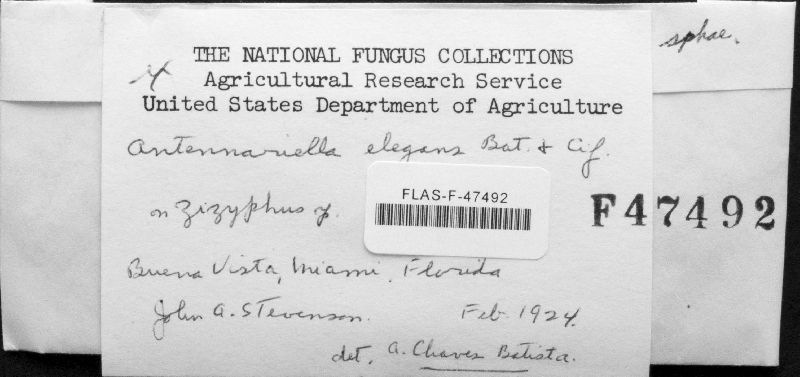 sphae.
THE NATIONAL FUNGUS COLLECTIONS
Agricultural Research Service
United States Department of Agriculture
Antennariella elegans Bat. & Cif.
FLAS-F-47492
on Zizyphus sp.
F47492
Buena Vista, Miami, Florida
John A. Stevenson. Feb. 1924.
det. A. Chaves Batista.